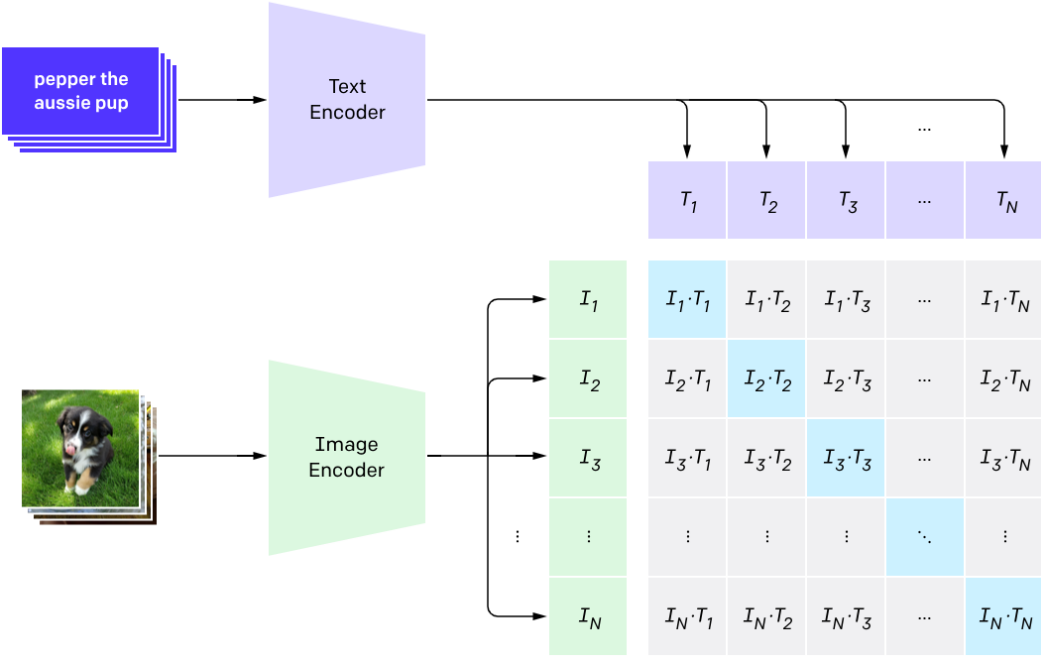 pepper the
aussie pup
Text
Encoder
...
T1 T2 T3 ... TN
I1 I1·T1 I1·T2 I1·T3 ... I1·TN
I2 I2·T1 I2·T2 I2·T3 ... I2·TN
Image
Encoder
I3 I3·T1 I3·T2 I3·T3 ... I3·TN
⋮ ⋮ ⋮ ⋮ ⋮ ⋱ ⋮
IN IN·T1 IN·T2 IN·T3 ... IN·TN